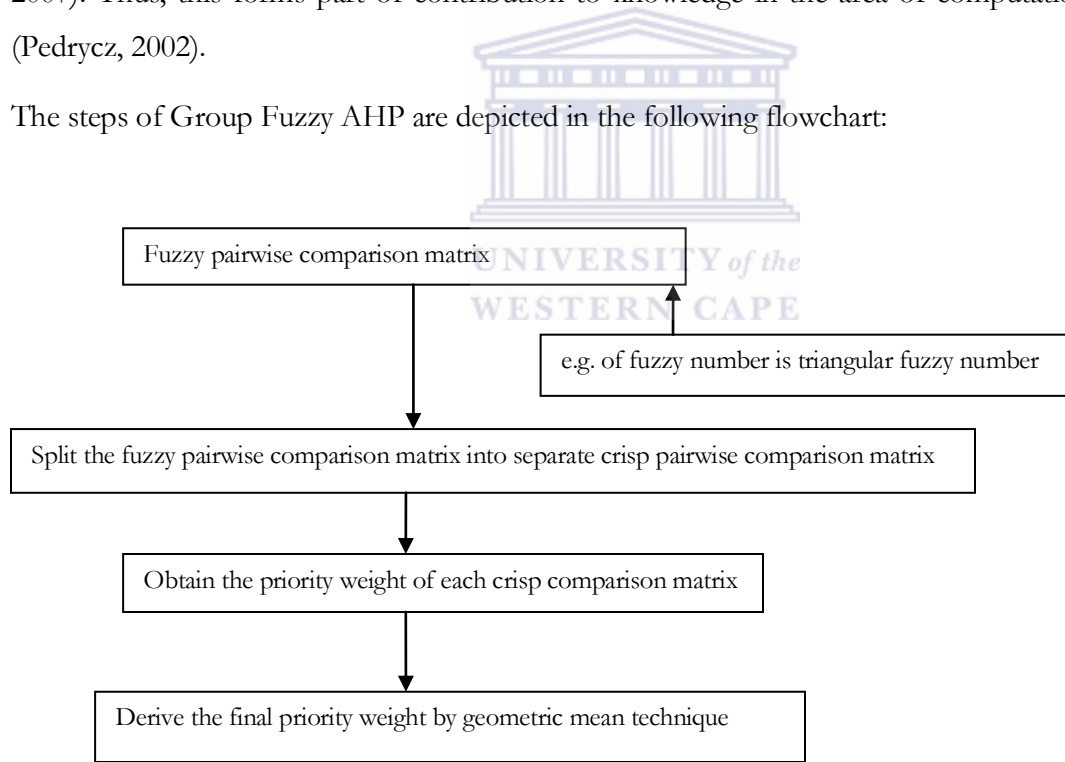 2007). Thus, this forms part of contribution to knowledge in the area of computation
(Pedrycz, 2002).
The steps of Group Fuzzy AHP are depicted in the following flowchart:
Fuzzy pairwise comparison matrix
UNIVERSITY of the
WESTERN CAPE
e.g. of fuzzy number is triangular fuzzy number
Split the fuzzy pairwise comparison matrix into separate crisp pairwise comparison matrix
Obtain the priority weight of each crisp comparison matrix
Derive the final priority weight by geometric mean technique